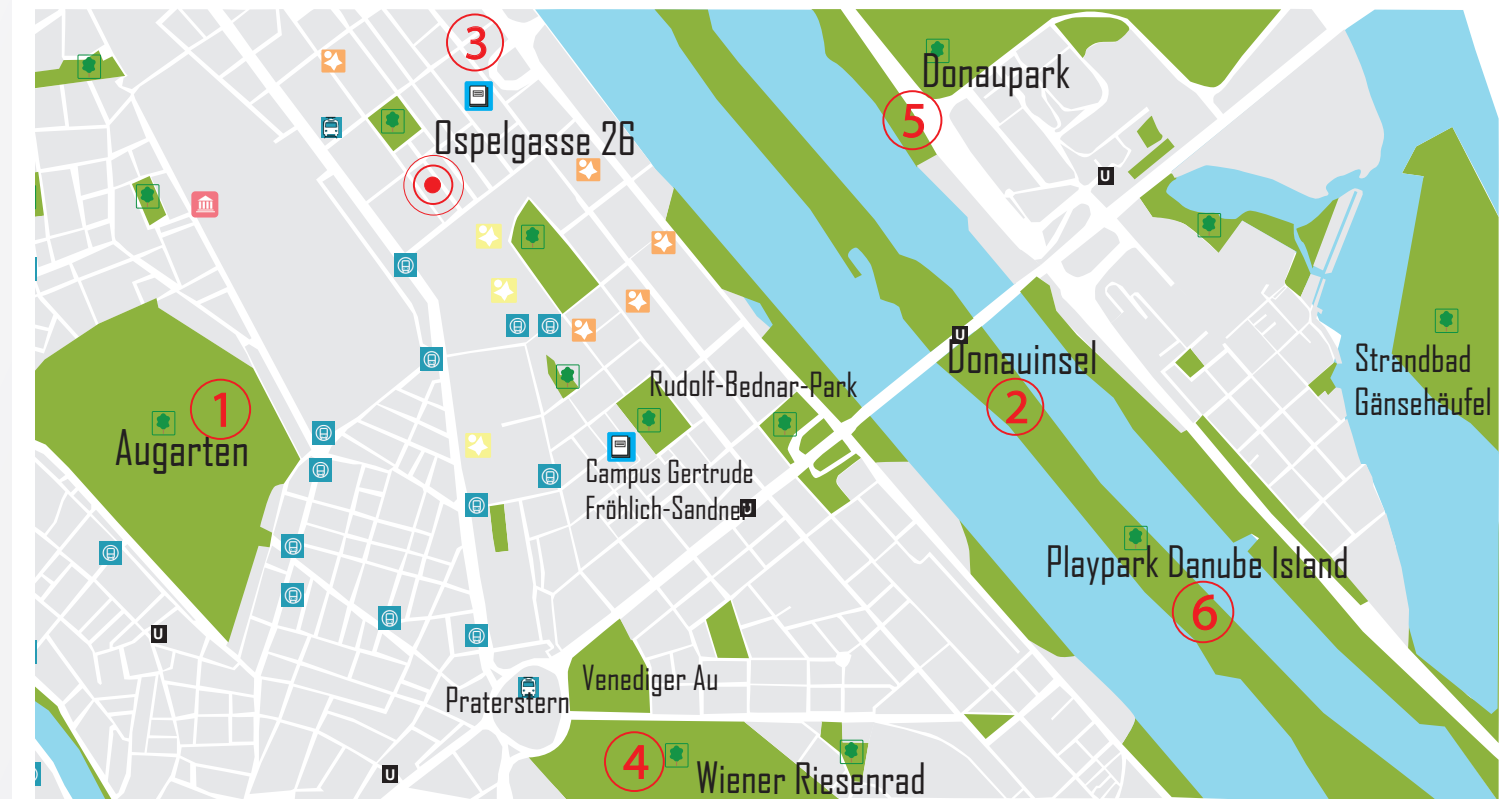 3
Donaupark
5
Ospelgasse 26
U
U
Donauinsel
2
Strandbad
Gänsehäufel
Rudolf-Bednar-Park
1
Augarten
Campus Gertrude
Fröhlich-Sandner
U
Playpark Danube Island
6
U
Venediger Au
Praterstern
4
Wiener Riesenrad
U